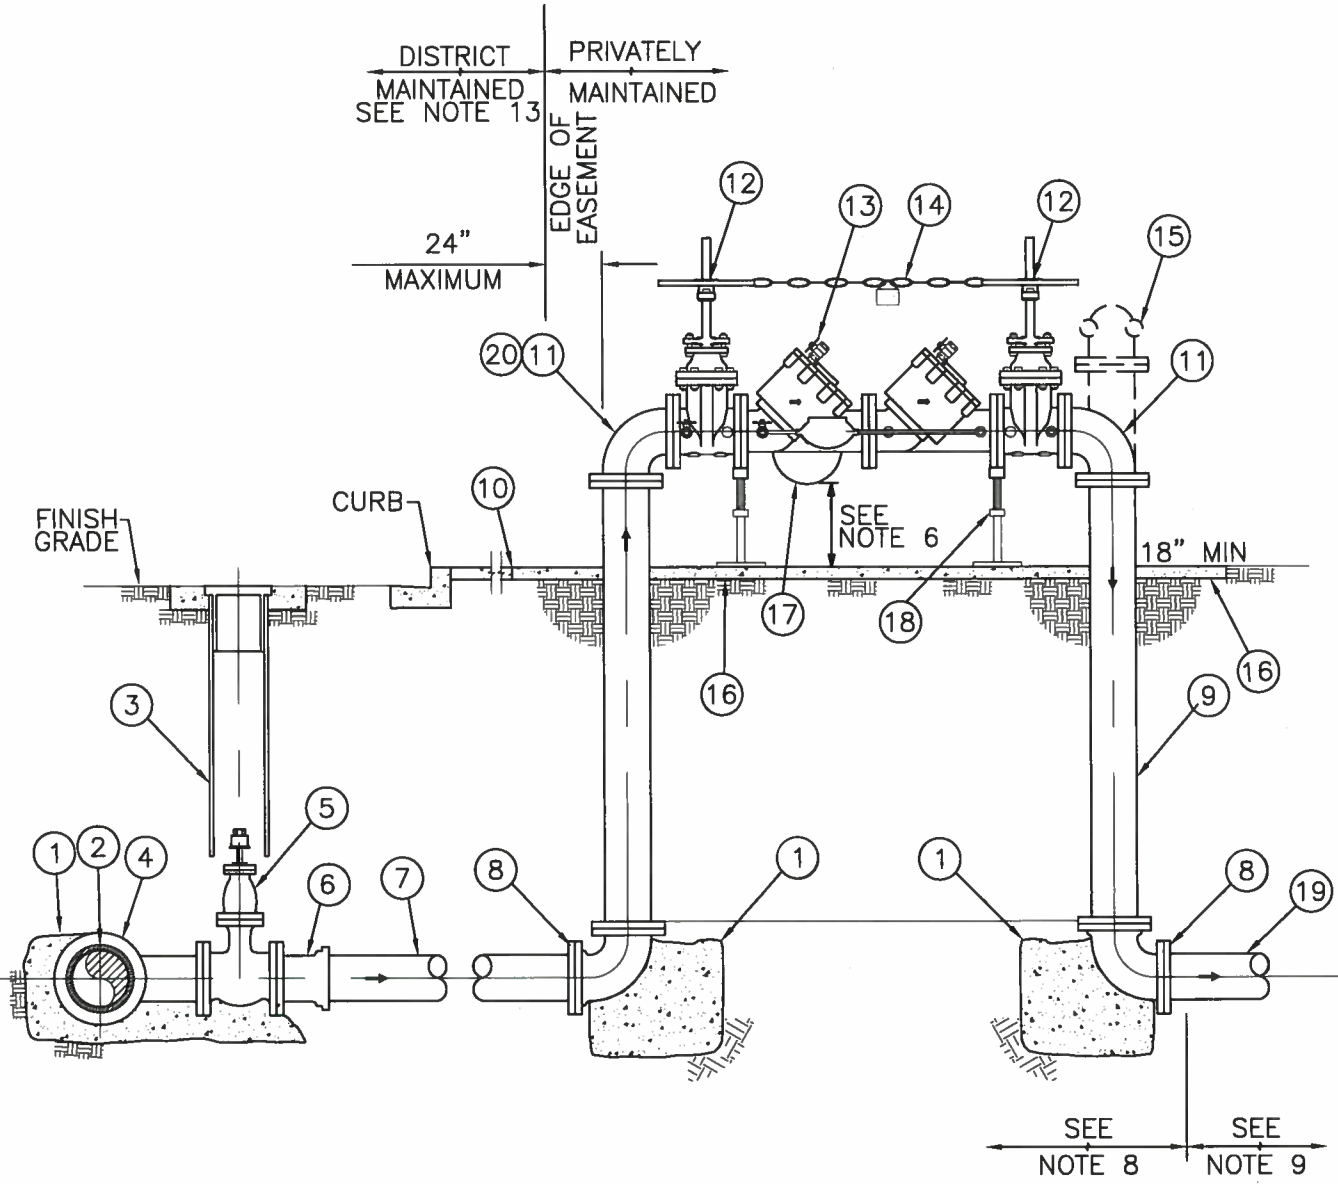 DISTRICT
MAINTAINED
SEE NOTE 13
PRIVATELY
MAINTAINED
EDGE OF
EASEMENT
24"
MAXIMUM
12
13
14
12
15
20 11
11
CURB
10
FINISH
GRADE
SEE
NOTE 6
18" MIN
17
18
16
16
3
9
5
1 2 4
6
7
8
1
1
8
19
SEE
NOTE 8
SEE
NOTE 9